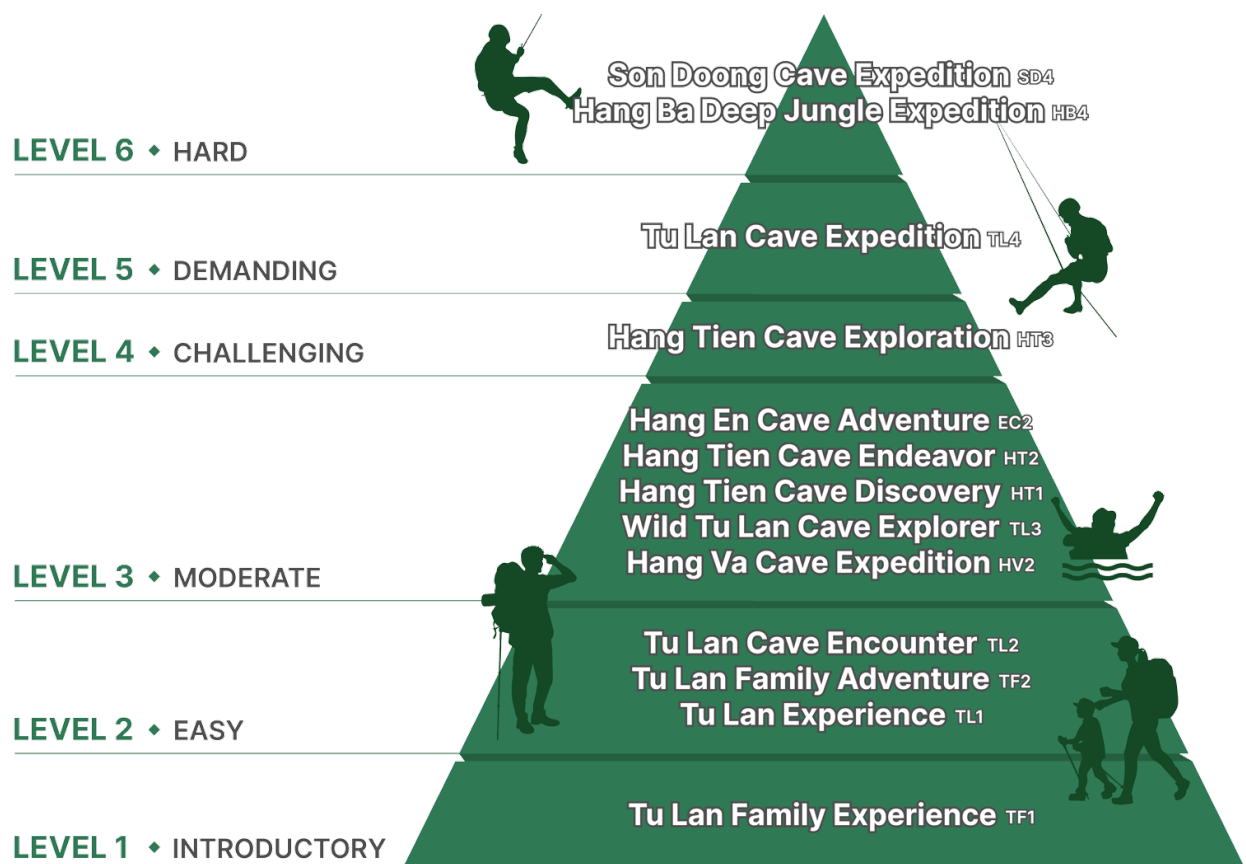 Son Doong Cave Expedition SD4
Hang Ba Deep Jungle Expedition HB4
LEVEL 6 ◆ HARD
Tu Lan Cave Expedition TL4
LEVEL 5 ◆ DEMANDING
Hang Tien Cave Exploration HT3
LEVEL 4 ◆ CHALLENGING
Hang En Cave Adventure EC2
Hang Tien Cave Endeavor HT2
Hang Tien Cave Discovery HT1
Wild Tu Lan Cave Explorer TL3
Hang Va Cave Expedition HV2
LEVEL 3 ◆ MODERATE
Tu Lan Cave Encounter TL2
Tu Lan Family Adventure TF2
Tu Lan Experience TL1
LEVEL 2 ◆ EASY
Tu Lan Family Experience TF1
LEVEL 1 ◆ INTRODUCTORY